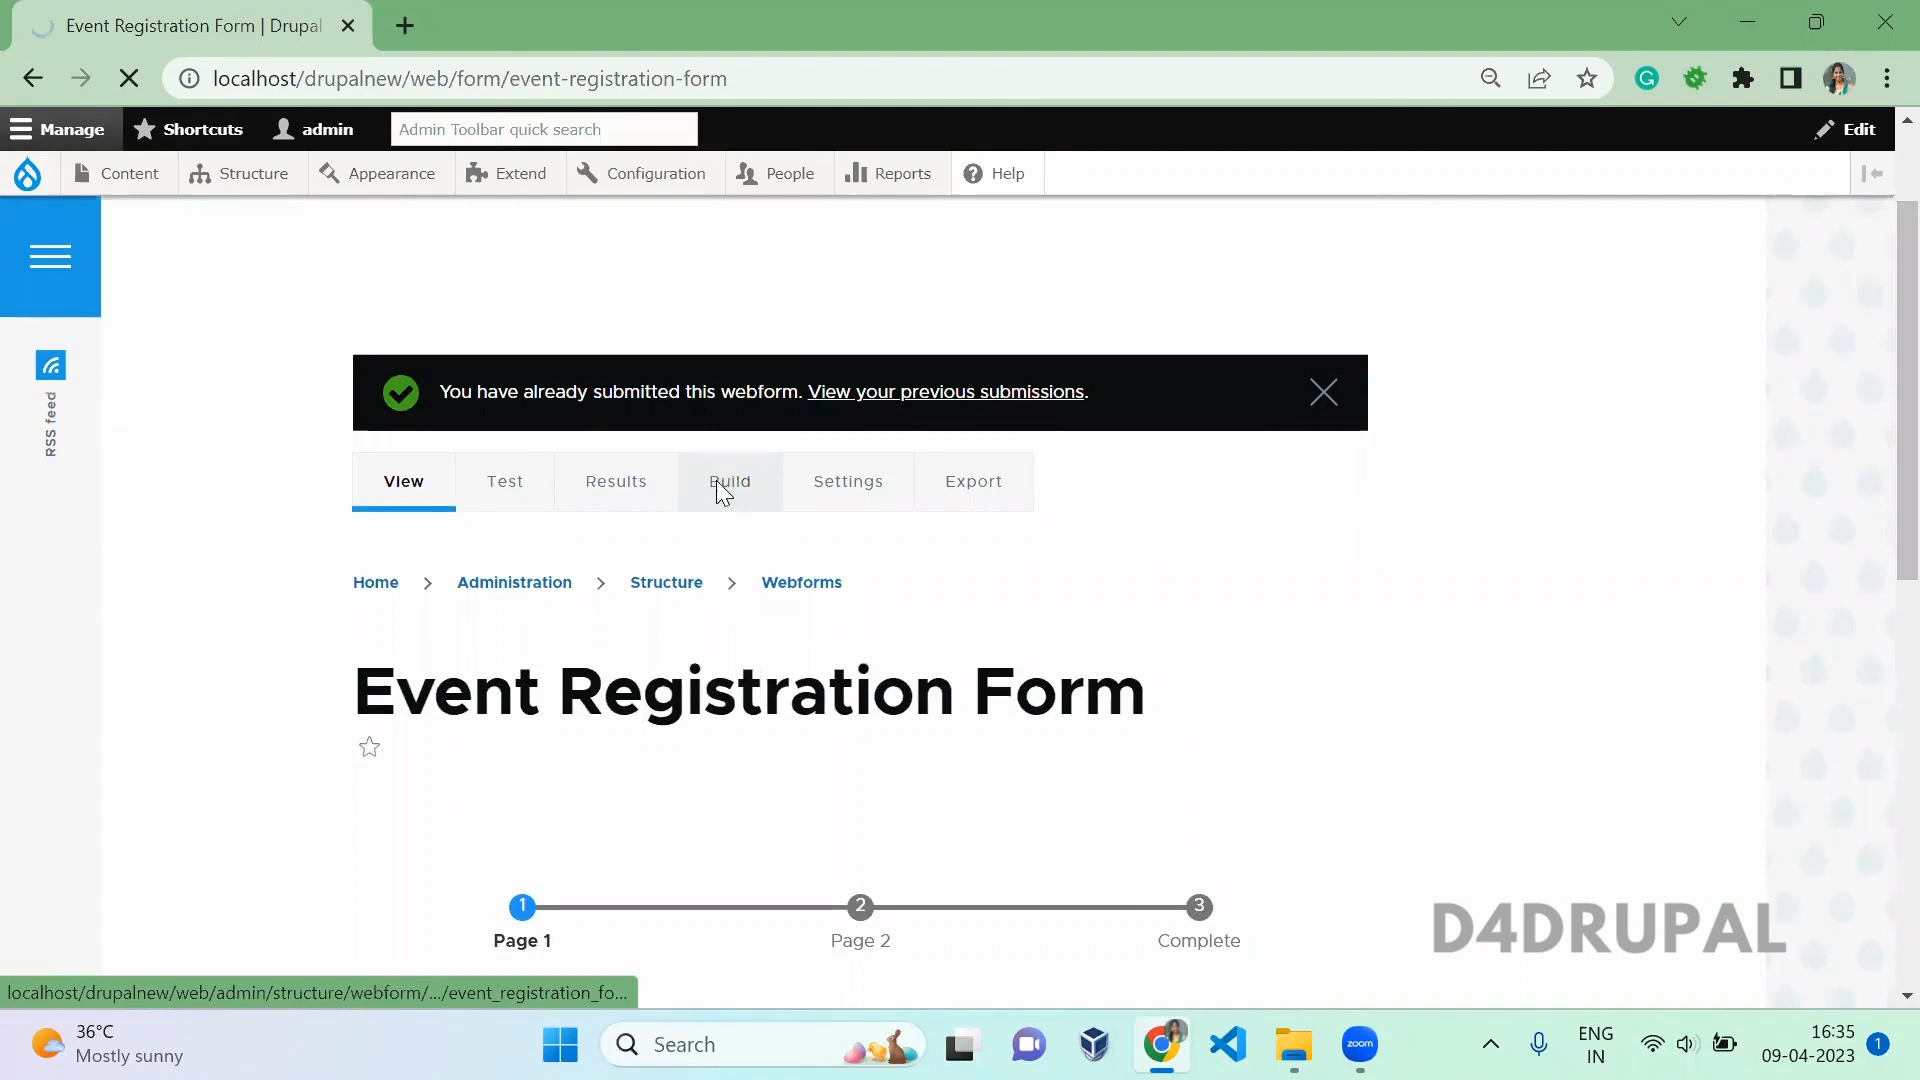 Event Registration Form | Drupal
localhost/drupalnew/web/form/event-registration-form
Manage Shortcuts admin Admin Toolbar quick search Edit
Content Structure Appearance Extend Configuration People Reports Help
RSS feed
You have already submitted this webform. View your previous submissions.
View Test Results Build Settings Export
Home Administration Structure Webforms
Event Registration Form
1 2 3
Page 1 Page 2 Complete
D4DRUPAL
localhost/drupalnew/web/admin/structure/webform/.../event_registration_fo...
36°C
Mostly sunny
Search
zoom
ENG
IN
16:35
09-04-2023
1